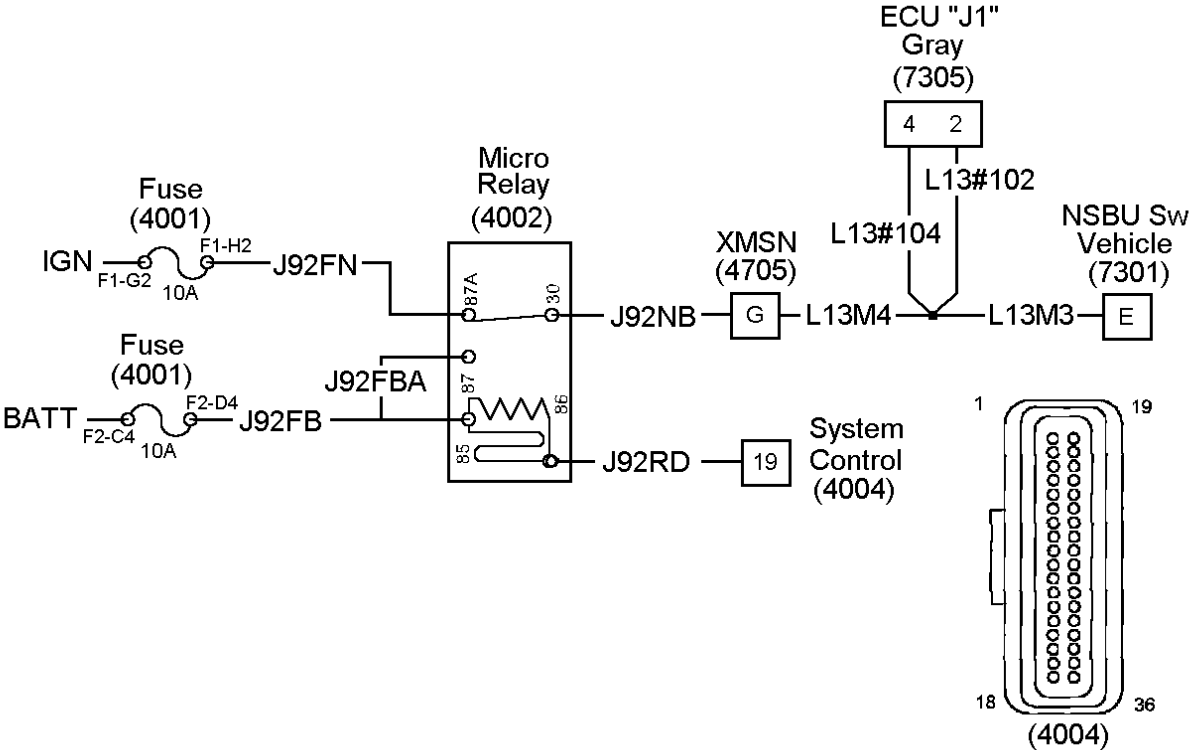 ECU "J1"
Gray
(7305)
4 2
L13#102
L13#104
Micro
Relay
(4002)
Fuse
(4001)
IGN
F1-G2
F1-H2
10A
J92FN
87A
30
J92NB
XMSN
(4705)
G
L13M4
L13M3
NSBU Sw
Vehicle
(7301)
E
Fuse
(4001)
BATT
F2-C4
F2-D4
10A
J92FB
J92FBA
87
86
85
J92RD
19
System
Control
(4004)
1 19
18 36
(4004)